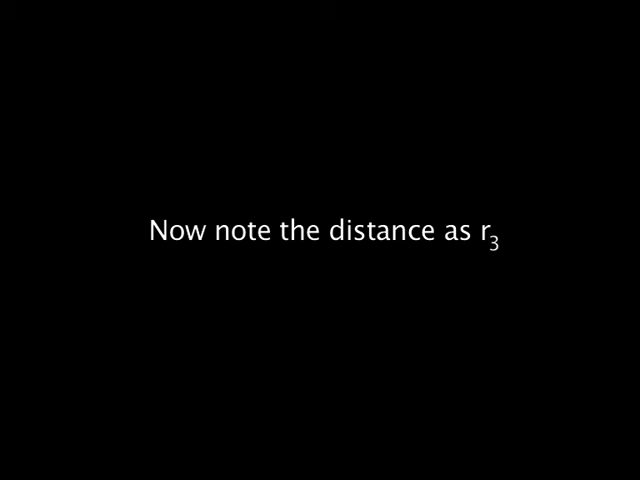 Now note the distance as r₃